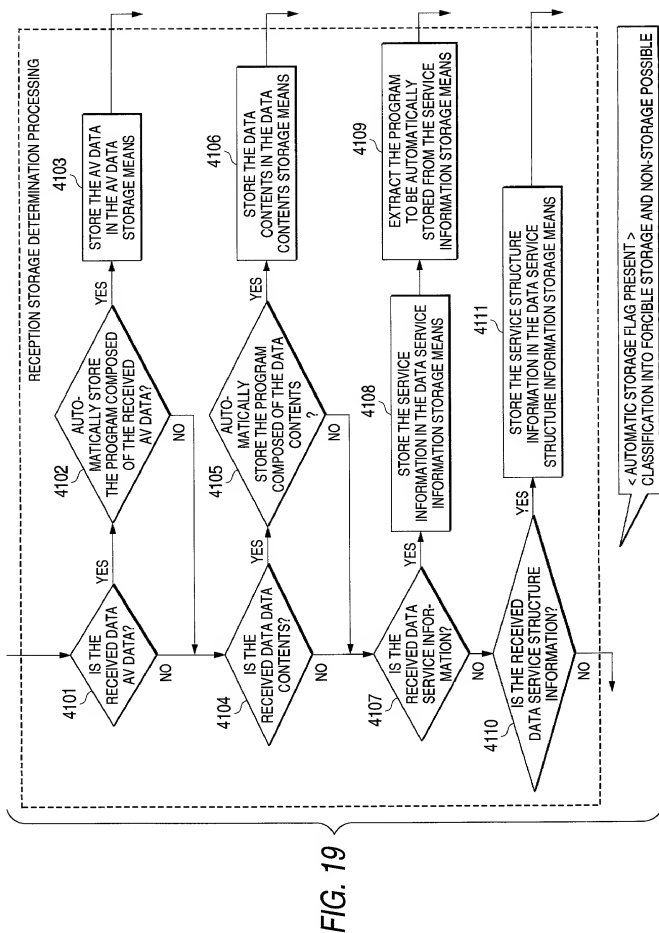 FIG. 19
RECEPTION STORAGE DETERMINATION PROCESSING
4101
IS THE
RECEIVED DATA
AV DATA?
YES
NO
4102
AUTO-
MATICALLY STORE
THE PROGRAM COMPOSED
OF THE RECEIVED
AV DATA?
YES
NO
4103
STORE THE AV DATA
IN THE AV DATA
STORAGE MEANS
4104
IS THE
RECEIVED DATA DATA
CONTENTS?
YES
NO
4105
AUTO-
MATICALLY
STORE THE PROGRAM
COMPOSED OF THE DATA
CONTENTS
?
YES
NO
4106
STORE THE DATA
CONTENTS IN THE DATA
CONTENTS STORAGE MEANS
4107
IS THE
RECEIVED DATA
SERVICE INFOR-
MATION?
YES
NO
4108
STORE THE SERVICE
INFORMATION IN THE DATA SERVICE
INFORMATION STORAGE MEANS
4109
EXTRACT THE PROGRAM
TO BE AUTOMATICALLY
STORED FROM THE SERVICE
INFORMATION STORAGE MEANS
4110
IS THE RECEIVED
DATA SERVICE STRUCTURE
INFORMATION?
YES
NO
4111
STORE THE SERVICE STRUCTURE
INFORMATION IN THE DATA SERVICE
STRUCTURE INFORMATION STORAGE MEANS
< AUTOMATIC STORAGE FLAG PRESENT >
CLASSIFICATION INTO FORCIBLE STORAGE AND NON-STORAGE POSSIBLE